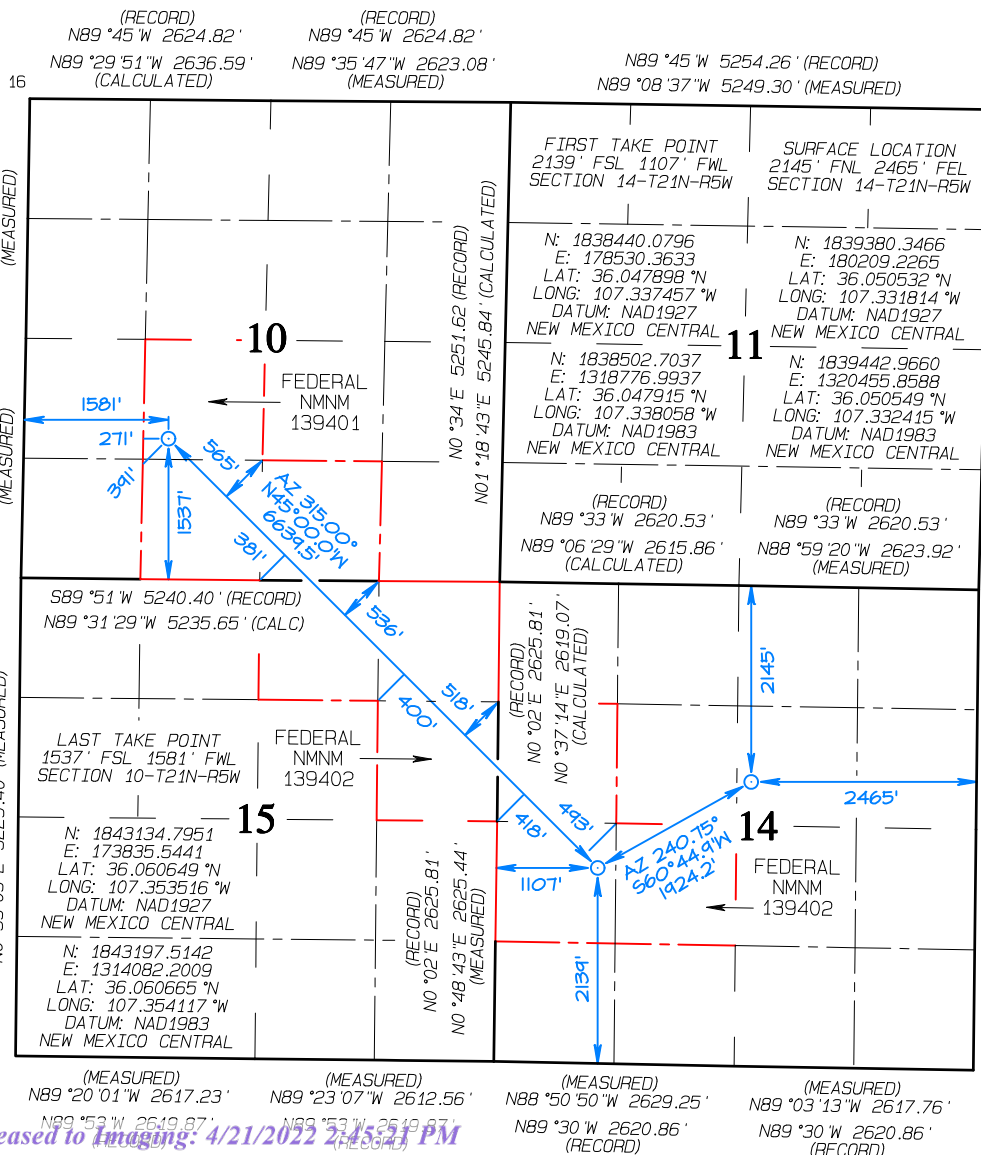 (RECORD)
N89°45'W 2624.82'
N89°29'51"W 2636.59'
(CALCULATED)
(RECORD)
N89°45'W 2624.82'
N89°35'47"W 2623.08'
(MEASURED)
N89°45'W 5254.26' (RECORD)
N89°08'37"W 5249.30' (MEASURED)
16
(MEASURED)
(MEASURED)
FIRST TAKE POINT
2139' FSL 1107' FWL
SECTION 14-T21N-R5W
SURFACE LOCATION
2145' FNL 2465' FEL
SECTION 14-T21N-R5W
N: 1838440.0796
E: 178530.3633
LAT: 36.047898 °N
LONG: 107.337457 °W
DATUM: NAD1927
NEW MEXICO CENTRAL
N: 1839380.3466
E: 180209.2265
LAT: 36.050532 °N
LONG: 107.331814 °W
DATUM: NAD1927
NEW MEXICO CENTRAL
N0°34'E 5251.62 (RECORD)
N01°18'43"E 5245.84' (CALCULATED)
10
11
N: 1838502.7037
E: 1318776.9937
LAT: 36.047915 °N
LONG: 107.338058 °W
DATUM: NAD1983
NEW MEXICO CENTRAL
N: 1839442.9660
E: 1320455.8588
LAT: 36.050549 °N
LONG: 107.332415 °W
DATUM: NAD1983
NEW MEXICO CENTRAL
FEDERAL
NMNM
139401
1581'
271'
391'
1537'
565'
AZ 315.00°
N45°00.0'W
6639.5'
381'
536'
(RECORD)
N89°33'W 2620.53'
N89°06'29"W 2615.86'
(CALCULATED)
(RECORD)
N89°33'W 2620.53'
N88°59'20"W 2623.92'
(MEASURED)
S89°51'W 5240.40' (RECORD)
N89°31'29"W 5235.65' (CALC)
(RECORD)
N0°02'E 2625.81'
N0°37'14"E 2619.07'
(CALCULATED)
2145'
518'
400'
LAST TAKE POINT
1537' FSL 1581' FWL
SECTION 10-T21N-R5W
FEDERAL
NMNM
139402
15
14
2465'
493'
418'
1107'
AZ 240.75°
S60°44.9'W
1924.2'
FEDERAL
NMNM
139402
N: 1843134.7951
E: 173835.5441
LAT: 36.060649 °N
LONG: 107.353516 °W
DATUM: NAD1927
NEW MEXICO CENTRAL
N: 1843197.5142
E: 1314082.2009
LAT: 36.060665 °N
LONG: 107.354117 °W
DATUM: NAD1983
NEW MEXICO CENTRAL
(RECORD)
N0°02'E 2625.81'
N0°48'43"E 2625.44'
(MEASURED)
2139'
(MEASURED)
N89°20'01"W 2617.23'
N89°53'W 2619.87'
(RECORD)
(MEASURED)
N89°23'07"W 2612.56'
N89°53'W 2619.87'
(RECORD)
(MEASURED)
N88°50'50"W 2629.25'
N89°30'W 2620.86'
(RECORD)
(MEASURED)
N89°03'13"W 2617.76'
N89°30'W 2620.86'
(RECORD)
eased to Imaging: 4/21/2022 2:45:21 PM